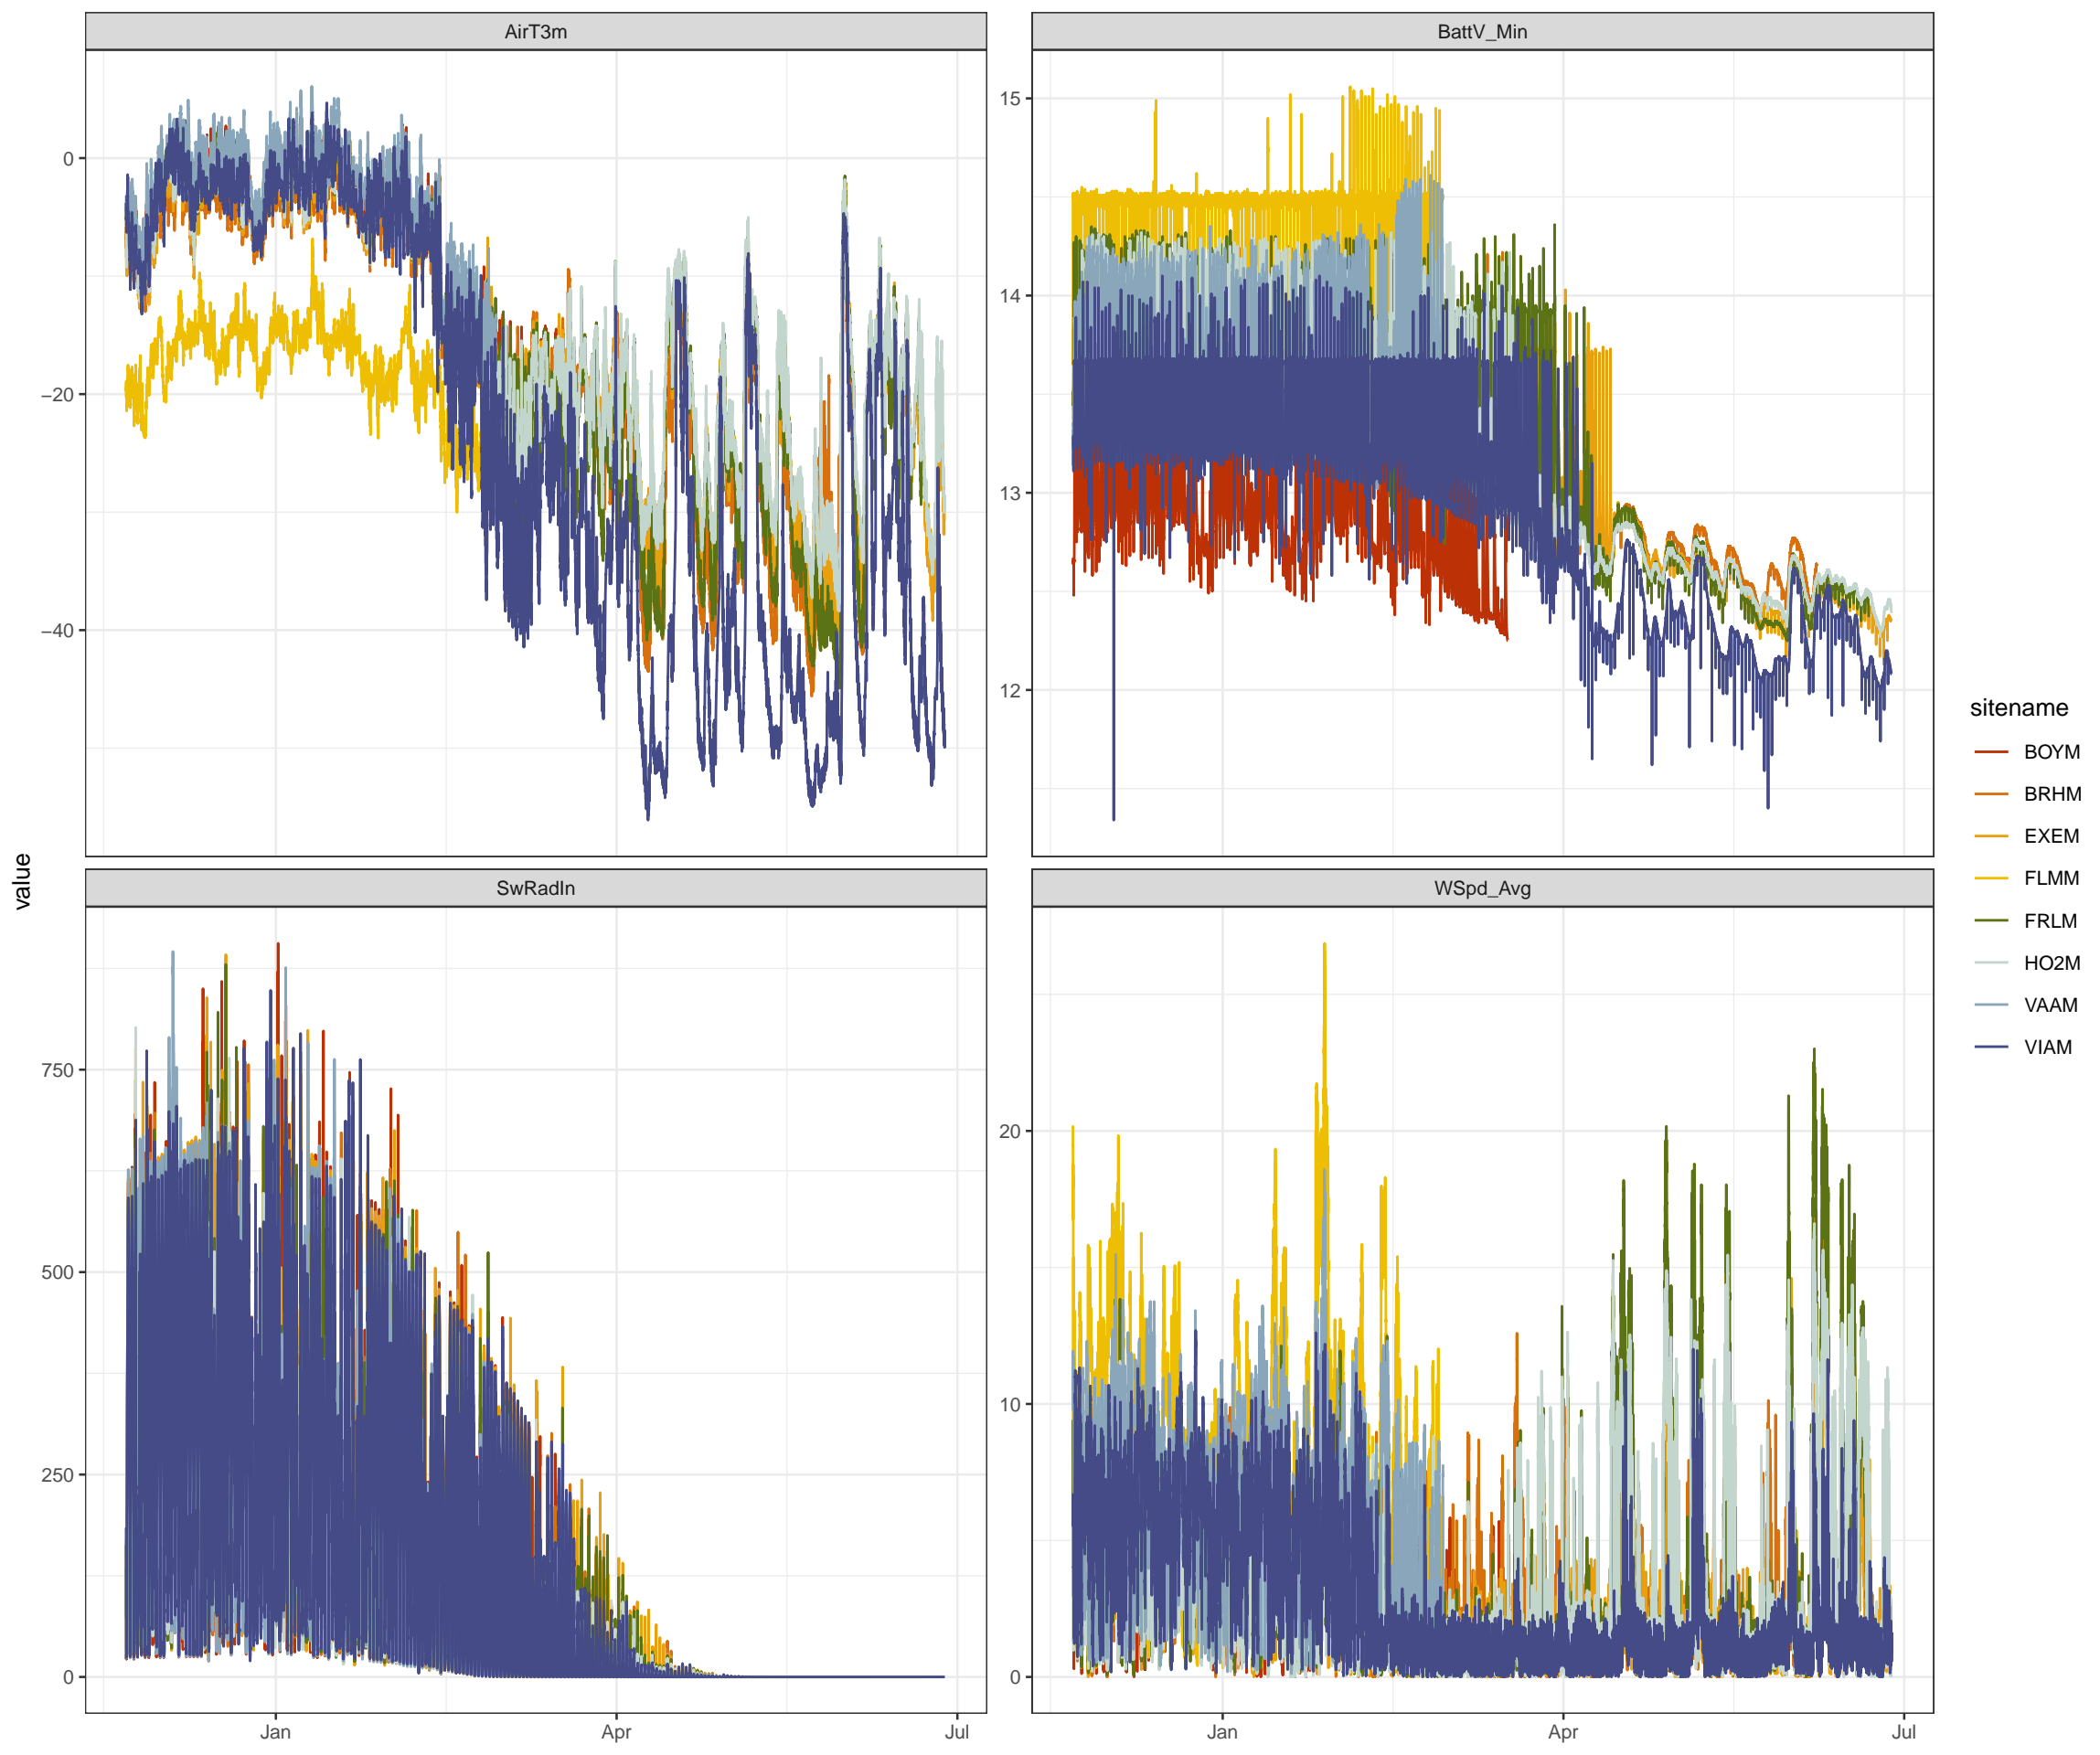 AirT3m
BattV_Min
0
−20
−40
15
14
13
12
SwRadIn
WSpd_Avg
750
500
250
0
20
10
0
Jan
Apr
Jul
Jan
Apr
Jul
value
sitename
BOYM
BRHM
EXEM
FLMM
FRLM
HO2M
VAAM
VIAM